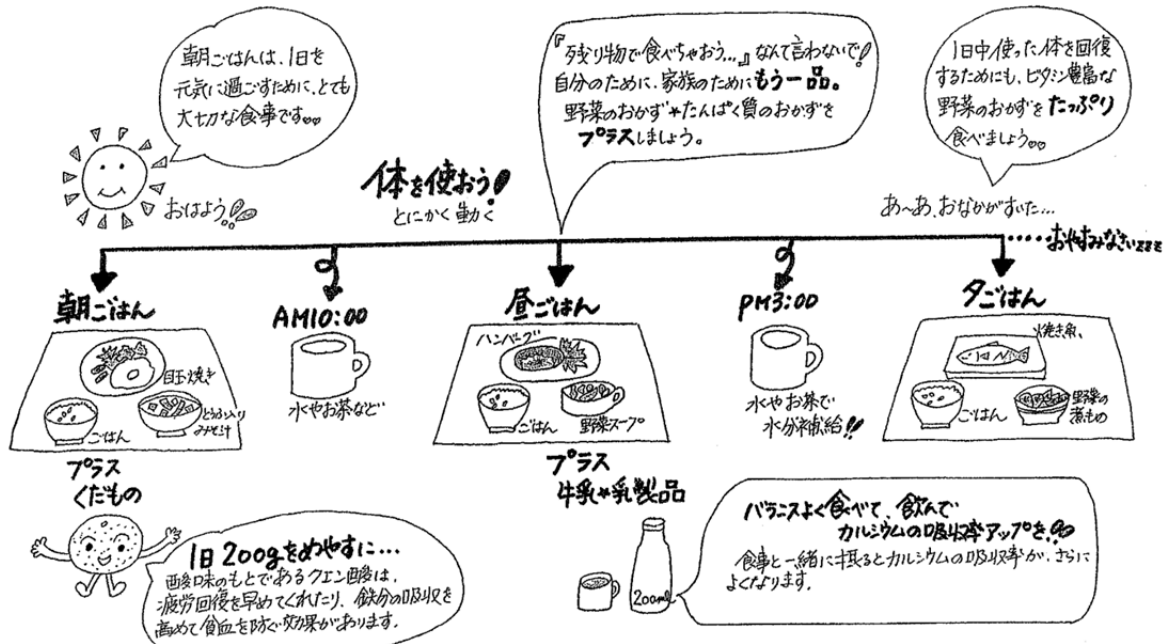 朝ごはんは、1日を
元気に過ごすために、とても
大切な食事です
おはよう!!
体を使おう!
とにかく動く
『残り物で食べちゃおう…』なんて言わないで!
自分のために、家族のためにもう一品。
野菜のおかず+たんぱく質のおかずを
プラスしましょう。
1日中使った体を回復
するためにも、ビタミン豊富な
野菜のおかずをたっぷり
食べましょう
あ〜あ、おなかがすいた…
おやすみなさいzzz
朝ごはん
目玉焼き
ごはん
とうふ入り
みそ汁
プラス
くだもの
1日200gをめやすに…
酸味のもとであるクエン酸は、
疲労回復を早めてくれたり、鉄分の吸収を
高めて貧血を防ぐ効果があります。
AM10:00
水やお茶など
昼ごはん
ハンバーグ
ごはん
野菜スープ
プラス
牛乳*乳製品
200ml
バランスよく食べて、飲んで
カルシウムの吸収率アップを
食事と一緒に摂るとカルシウムの吸収率が、さらに
よくなります。
PM3:00
水やお茶で
水分補給!!
夕ごはん
焼き魚
ごはん
野菜の
煮もの